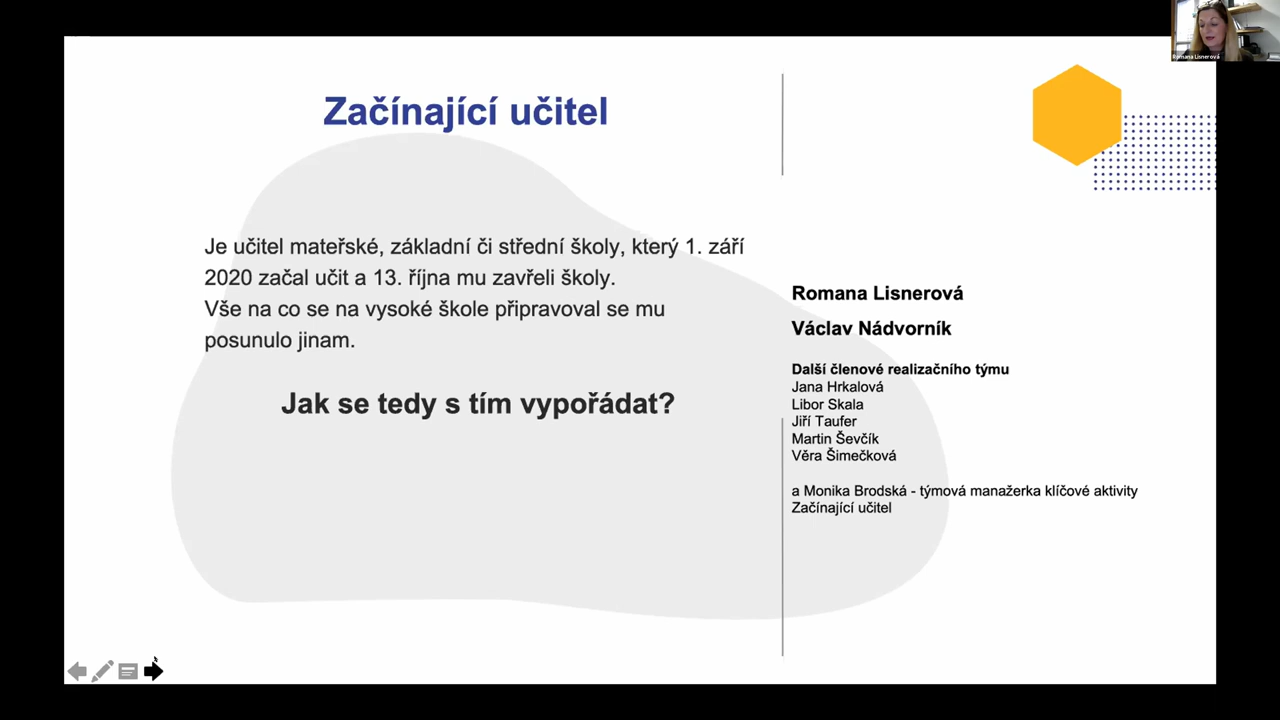 Začínající učitel
Je učitel mateřské, základní či střední školy, který 1. září
2020 začal učit a 13. října mu zavřeli školy.
Vše na co se na vysoké škole připravoval se mu
posunulo jinam.
Jak se tedy s tím vypořádat?
Romana Lisnerová
Romana Lisnerová
Václav Nádvorník
Další členové realizačního týmu
Jana Hrkalová
Libor Skala
Jiří Taufer
Martin Ševčík
Věra Šimečková
a Monika Brodská - týmová manažerka klíčové aktivity
Začínající učitel